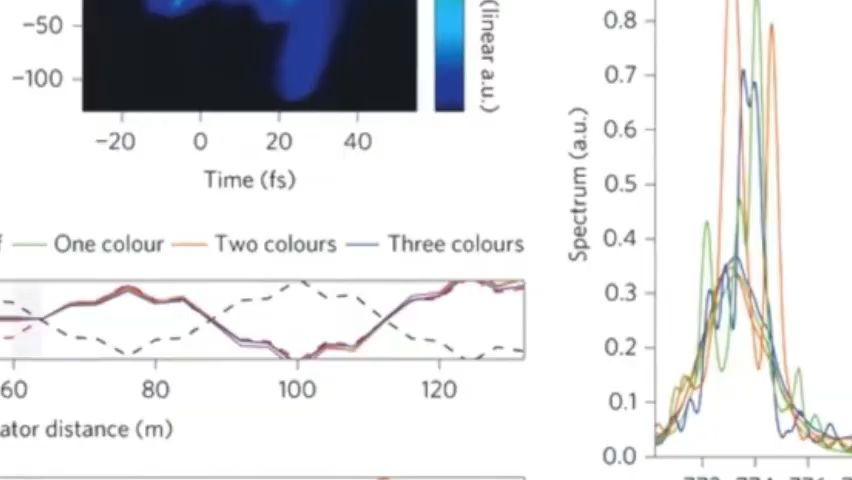 −50
−100
−20 0 20 40
Time (fs)
(linear a.u.)
One colour Two colours Three colours
60 80 100 120
ator distance (m)
0.8
0.7
0.6
0.5
0.4
0.3
0.2
0.1
0.0
Spectrum (a.u.)